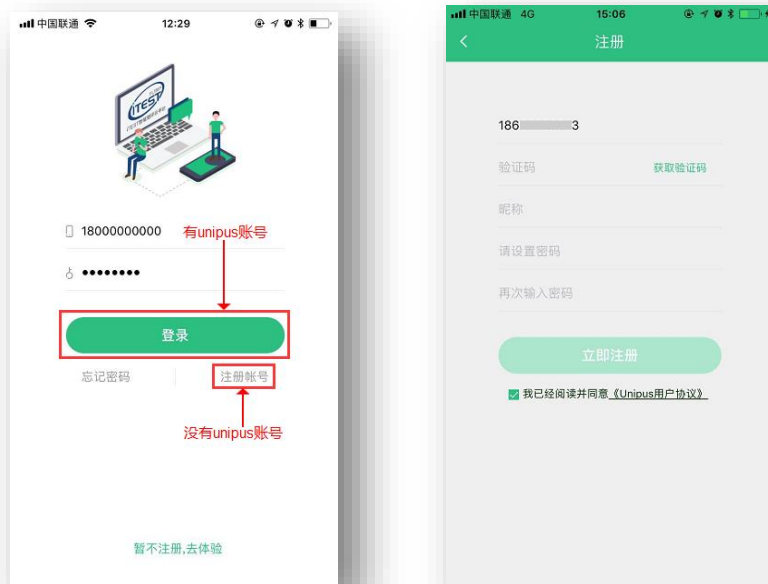 中国联通 12:29
iTEST
18000000000 有unipus账号
••••••••
登录
忘记密码 注册帐号
没有unipus账号
暂不注册,去体验
中国联通 4G 15:06
注册
186 3
验证码 获取验证码
昵称
请设置密码
再次输入密码
立即注册
我已经阅读并同意《Unipus用户协议》